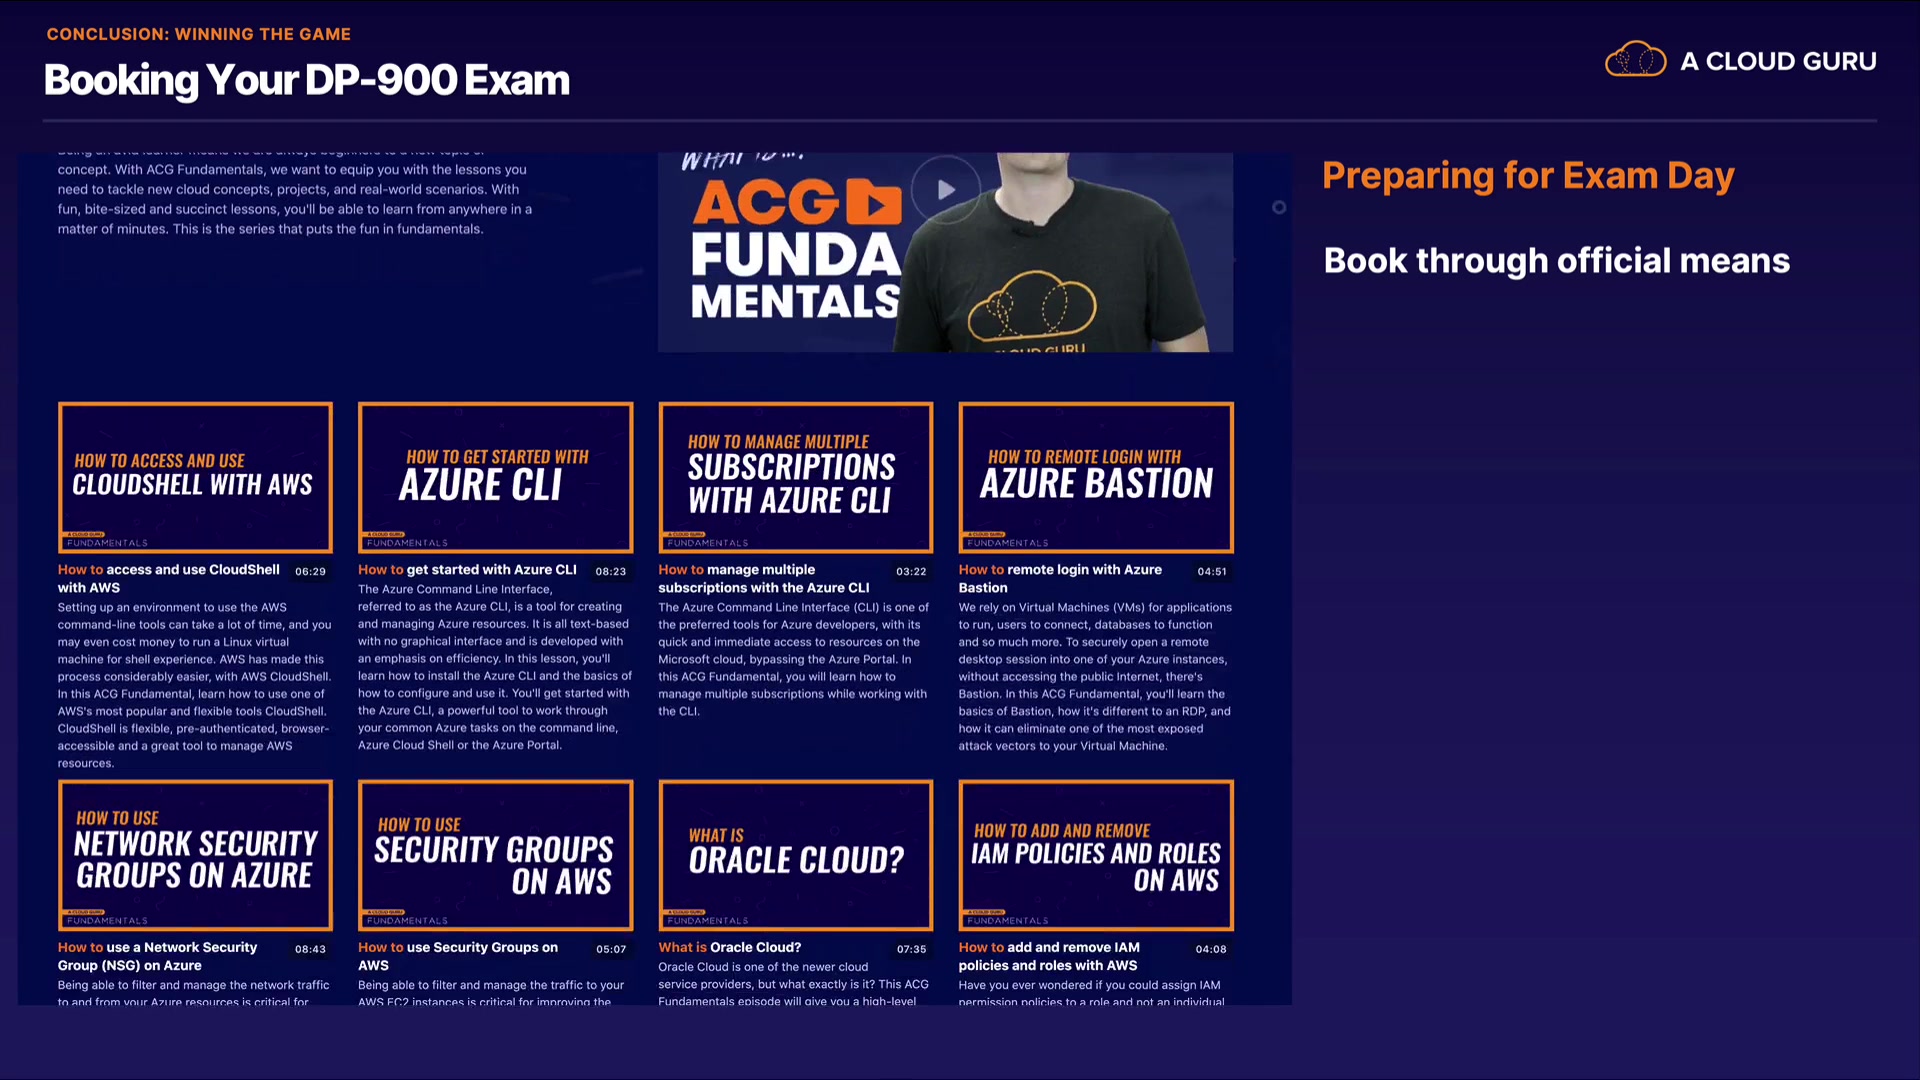 CONCLUSION: WINNING THE GAME
Booking Your DP-900 Exam
A CLOUD GURU
concept. With ACG Fundamentals, we want to equip you with the lessons you
need to tackle new cloud concepts, projects, and real-world scenarios. With
fun, bite-sized and succinct lessons, you'll be able to learn from anywhere in a
matter of minutes. This is the series that puts the fun in fundamentals.
WHAT IS...?
ACG
FUNDA
MENTALS
CLOUD GURU
Preparing for Exam Day
Book through official means
HOW TO ACCESS AND USE
CLOUDSHELL WITH AWS
A CLOUD GURU
FUNDAMENTALS
How to access and use CloudShell
with AWS
06:29
Setting up an environment to use the AWS
command-line tools can take a lot of time, and you
may even cost money to run a Linux virtual
machine for shell experience. AWS has made this
process considerably easier, with AWS CloudShell.
In this ACG Fundamental, learn how to use one of
AWS's most popular and flexible tools CloudShell.
CloudShell is flexible, pre-authenticated, browser-
accessible and a great tool to manage AWS
resources.
HOW TO GET STARTED WITH
AZURE CLI
A CLOUD GURU
FUNDAMENTALS
How to get started with Azure CLI
08:23
The Azure Command Line Interface,
referred to as the Azure CLI, is a tool for creating
and managing Azure resources. It is all text-based
with no graphical interface and is developed with
an emphasis on efficiency. In this lesson, you'll
learn how to install the Azure CLI and the basics of
how to configure and use it. You'll get started with
the Azure CLI, a powerful tool to work through
your common Azure tasks on the command line,
Azure Cloud Shell or the Azure Portal.
HOW TO MANAGE MULTIPLE
SUBSCRIPTIONS
WITH AZURE CLI
A CLOUD GURU
FUNDAMENTALS
How to manage multiple
subscriptions with the Azure CLI
03:22
The Azure Command Line Interface (CLI) is one of
the preferred tools for Azure developers, with its
quick and immediate access to resources on the
Microsoft cloud, bypassing the Azure Portal. In
this ACG Fundamental, you will learn how to
manage multiple subscriptions while working with
the CLI.
HOW TO REMOTE LOGIN WITH
AZURE BASTION
A CLOUD GURU
FUNDAMENTALS
How to remote login with Azure
Bastion
04:51
We rely on Virtual Machines (VMs) for applications
to run, users to connect, databases to function
and so much more. To securely open a remote
desktop session into one of your Azure instances,
without accessing the public Internet, there's
Bastion. In this ACG Fundamental, you'll learn the
basics of Bastion, how it's different to an RDP, and
how it can eliminate one of the most exposed
attack vectors to your Virtual Machine.
HOW TO USE
NETWORK SECURITY
GROUPS ON AZURE
A CLOUD GURU
FUNDAMENTALS
How to use a Network Security
Group (NSG) on Azure
08:43
Being able to filter and manage the network traffic
to and from your Azure resources is critical for
HOW TO USE
SECURITY GROUPS
ON AWS
A CLOUD GURU
FUNDAMENTALS
How to use Security Groups on
AWS
05:07
Being able to filter and manage the traffic to your
AWS EC2 instances is critical for improving the
WHAT IS
ORACLE CLOUD?
A CLOUD GURU
FUNDAMENTALS
What is Oracle Cloud?
07:35
Oracle Cloud is one of the newer cloud
service providers, but what exactly is it? This ACG
Fundamentals episode will give you a high-level
HOW TO ADD AND REMOVE
IAM POLICIES AND ROLES
ON AWS
A CLOUD GURU
FUNDAMENTALS
How to add and remove IAM
policies and roles with AWS
04:08
Have you ever wondered if you could assign IAM
permission policies to a role and not an individual